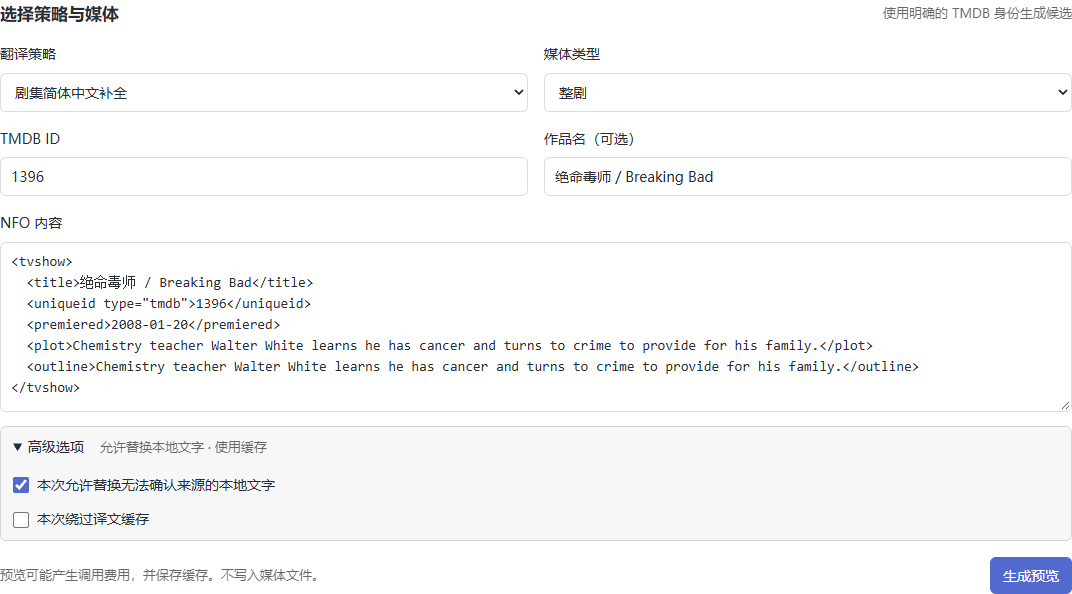 选择策略与媒体
使用明确的 TMDB 身份生成候选
翻译策略
媒体类型
剧集简体中文补全
整剧
TMDB ID
作品名（可选）
1396
绝命毒师 / Breaking Bad
NFO 内容
<tvshow>
  <title>绝命毒师 / Breaking Bad</title>
  <uniqueid type="tmdb">1396</uniqueid>
  <premiered>2008-01-20</premiered>
  <plot>Chemistry teacher Walter White learns he has cancer and turns to crime to provide for his family.</plot>
  <outline>Chemistry teacher Walter White learns he has cancer and turns to crime to provide for his family.</outline>
</tvshow>
▼ 高级选项 允许替换本地文字 · 使用缓存
本次允许替换无法确认来源的本地文字
本次绕过译文缓存
预览可能产生调用费用，并保存缓存。不写入媒体文件。
生成预览